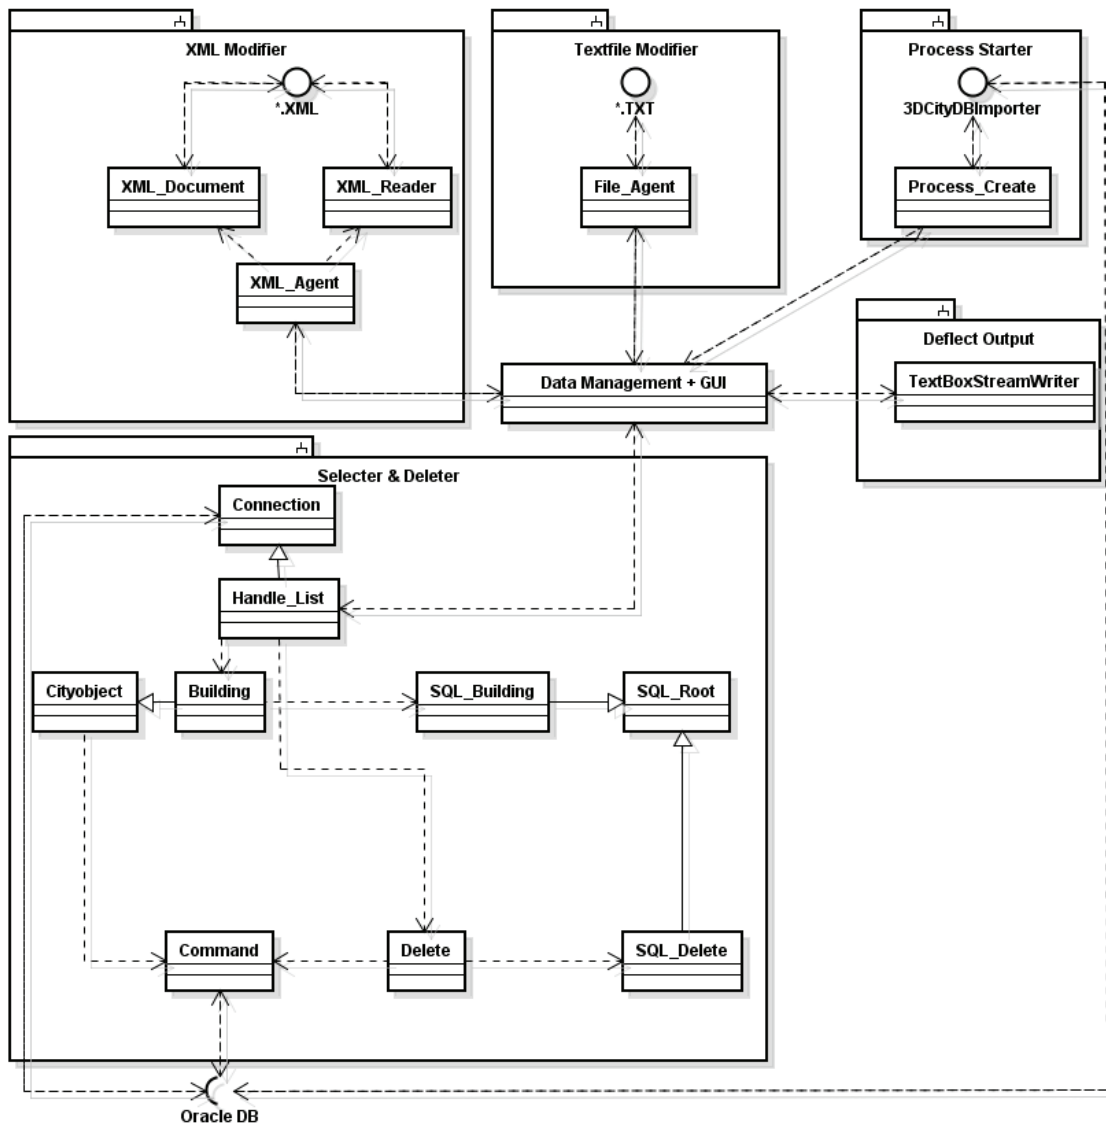 XML Modifier
*.XML
XML_Document
XML_Reader
XML_Agent
Textfile Modifier
*.TXT
File_Agent
Process Starter
3DCityDBImporter
Process_Create
Deflect Output
TextBoxStreamWriter
Data Management + GUI
Selecter & Deleter
Connection
Handle_List
Cityobject
Building
SQL_Building
SQL_Root
Command
Delete
SQL_Delete
Oracle DB